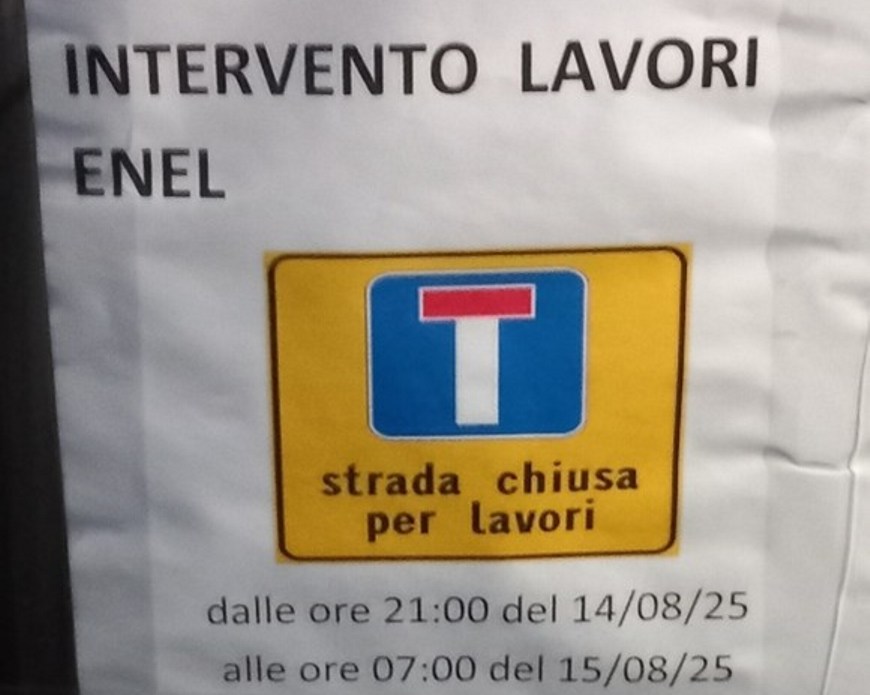 INTERVENTO LAVORI
ENEL
strada chiusa
per lavori
dalle ore 21:00 del 14/08/25
alle ore 07:00 del 15/08/25